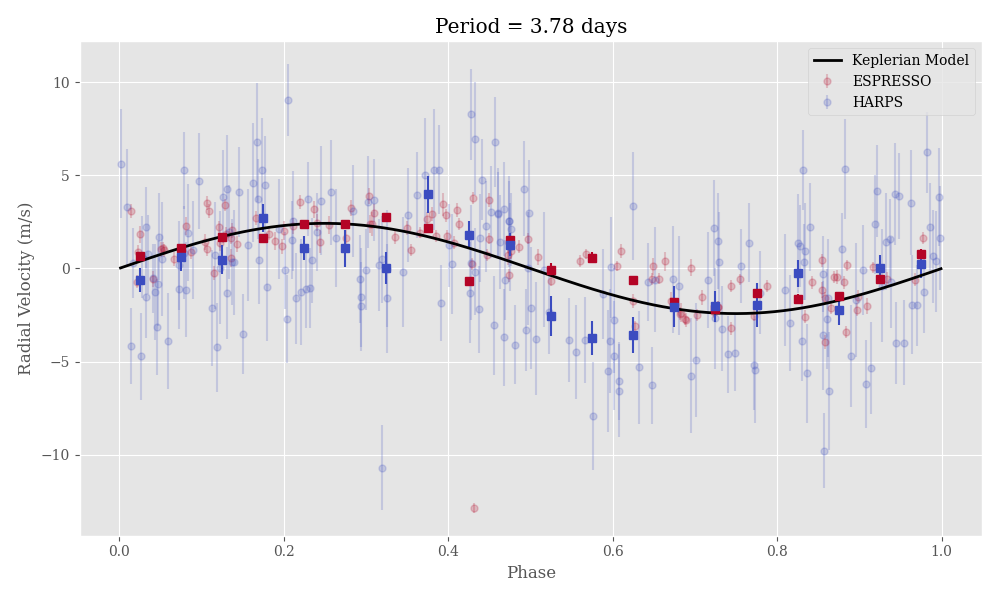 Period = 3.78 days
Keplerian Model
ESPRESSO
HARPS
Radial Velocity (m/s)
10
5
0
−5
−10
0.0 0.2 0.4 0.6 0.8 1.0
Phase